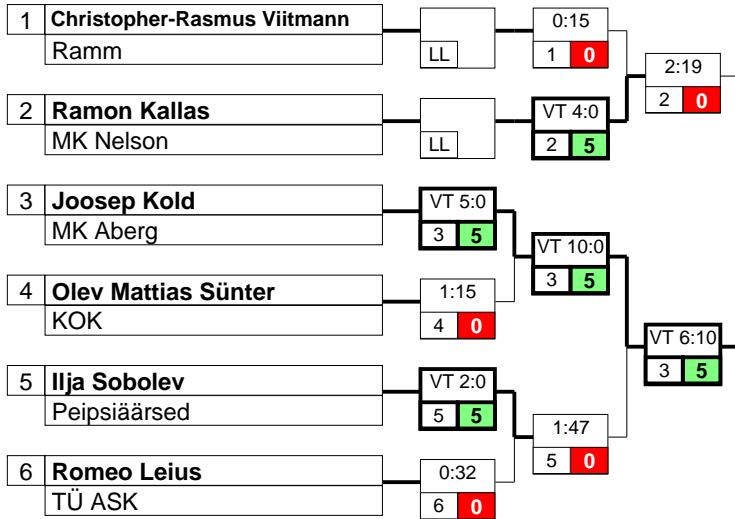 1 Christopher-Rasmus Viitmann
Ramm
LL
0:15
1 0
2:19
2 0
2 Ramon Kallas
MK Nelson
LL
VT 4:0
2 5
3 Joosep Kold
MK Aberg
VT 5:0
3 5
VT 10:0
3 5
4 Olev Mattias Sünter
KOK
1:15
4 0
VT 6:10
3 5
5 Ilja Sobolev
Peipsiäärsed
VT 2:0
5 5
1:47
5 0
6 Romeo Leius
TÜ ASK
0:32
6 0